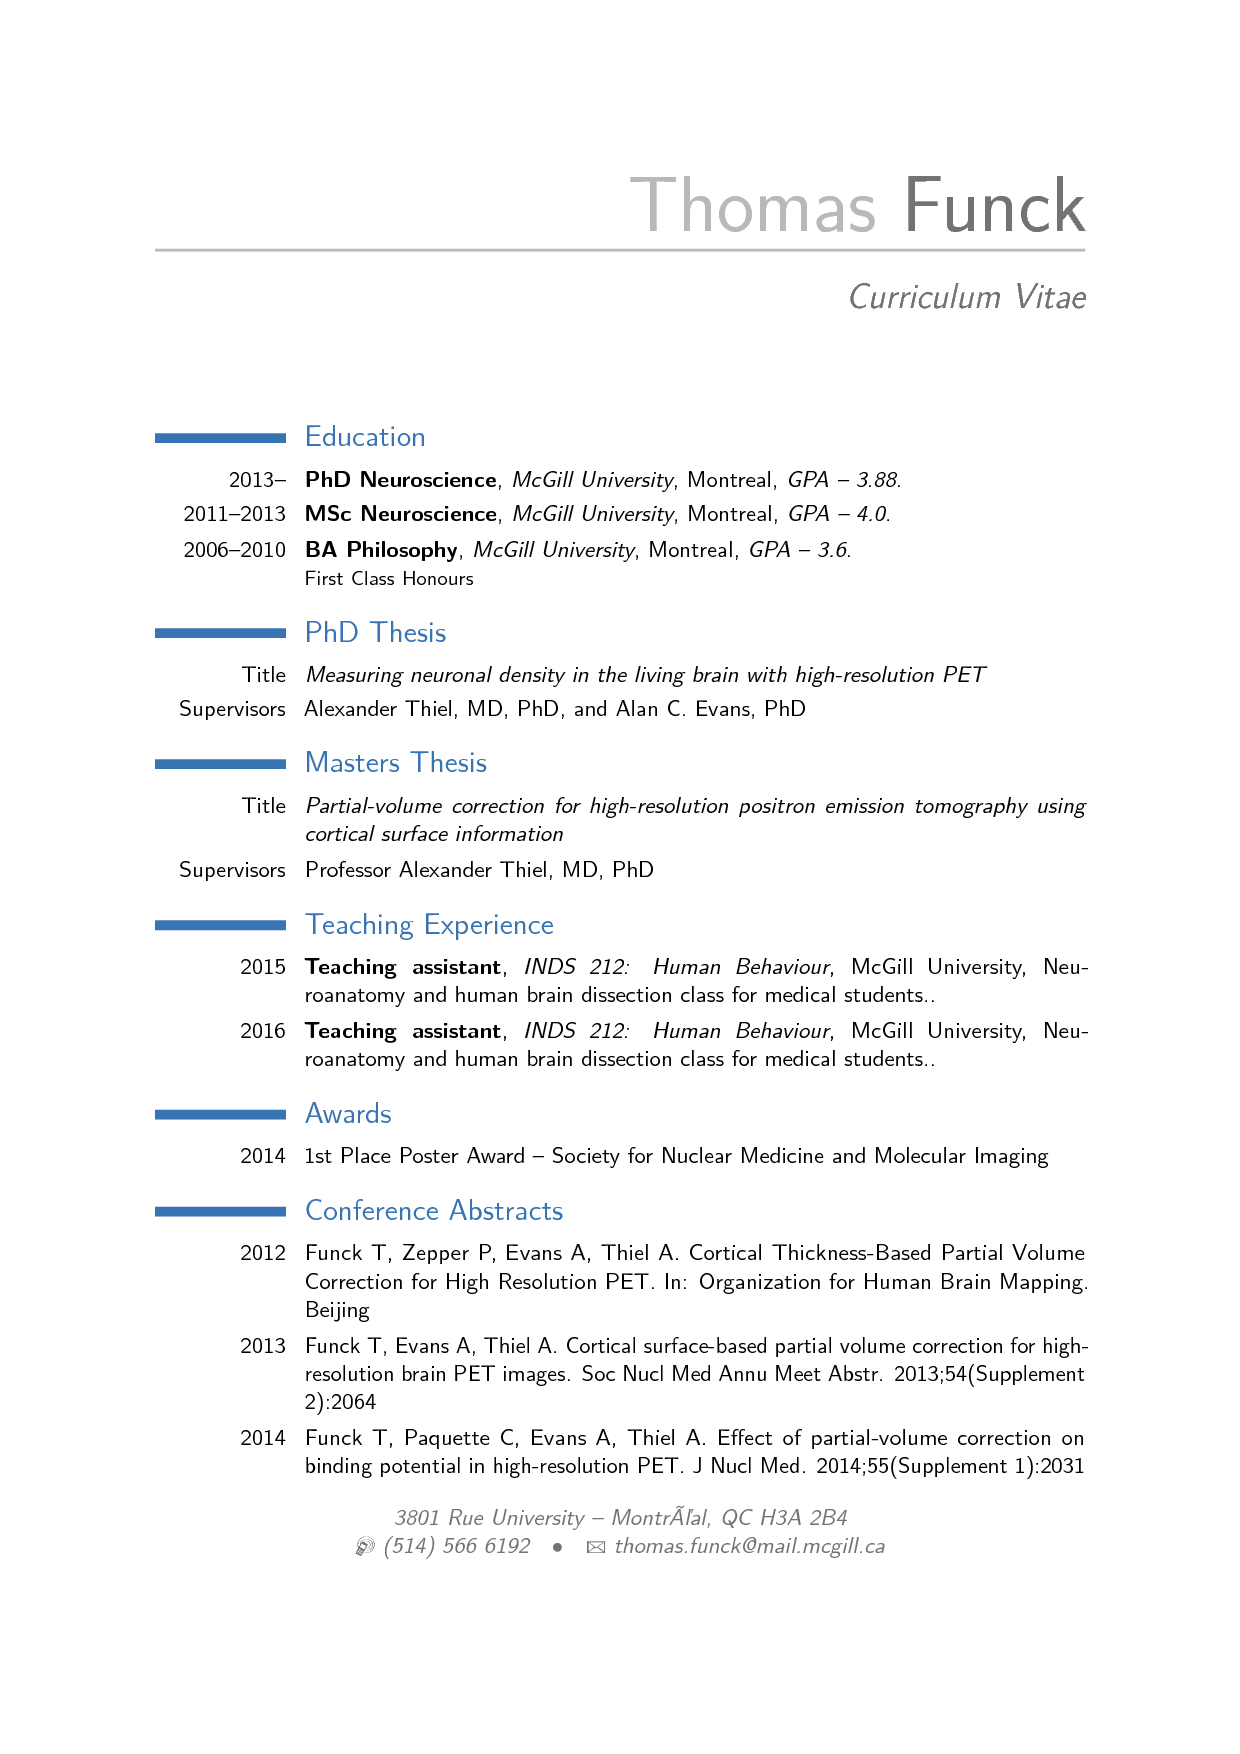 Thomas Funck
Curriculum Vitae
Education
2013– PhD Neuroscience, McGill University, Montreal, GPA – 3.88.
2011–2013 MSc Neuroscience, McGill University, Montreal, GPA – 4.0.
2006–2010 BA Philosophy, McGill University, Montreal, GPA – 3.6.
First Class Honours
PhD Thesis
Title Measuring neuronal density in the living brain with high-resolution PET
Supervisors Alexander Thiel, MD, PhD, and Alan C. Evans, PhD
Masters Thesis
Title Partial-volume correction for high-resolution positron emission tomography using
cortical surface information
Supervisors Professor Alexander Thiel, MD, PhD
Teaching Experience
2015 Teaching assistant, INDS 212: Human Behaviour, McGill University, Neu-
roanatomy and human brain dissection class for medical students..
2016 Teaching assistant, INDS 212: Human Behaviour, McGill University, Neu-
roanatomy and human brain dissection class for medical students..
Awards
2014 1st Place Poster Award – Society for Nuclear Medicine and Molecular Imaging
Conference Abstracts
2012 Funck T, Zepper P, Evans A, Thiel A. Cortical Thickness-Based Partial Volume
Correction for High Resolution PET. In: Organization for Human Brain Mapping.
Beijing
2013 Funck T, Evans A, Thiel A. Cortical surface-based partial volume correction for high-
resolution brain PET images. Soc Nucl Med Annu Meet Abstr. 2013;54(Supplement
2):2064
2014 Funck T, Paquette C, Evans A, Thiel A. Effect of partial-volume correction on
binding potential in high-resolution PET. J Nucl Med. 2014;55(Supplement 1):2031
3801 Rue University – MontrÃľal, QC H3A 2B4
(514) 566 6192 • thomas.funck@mail.mcgill.ca